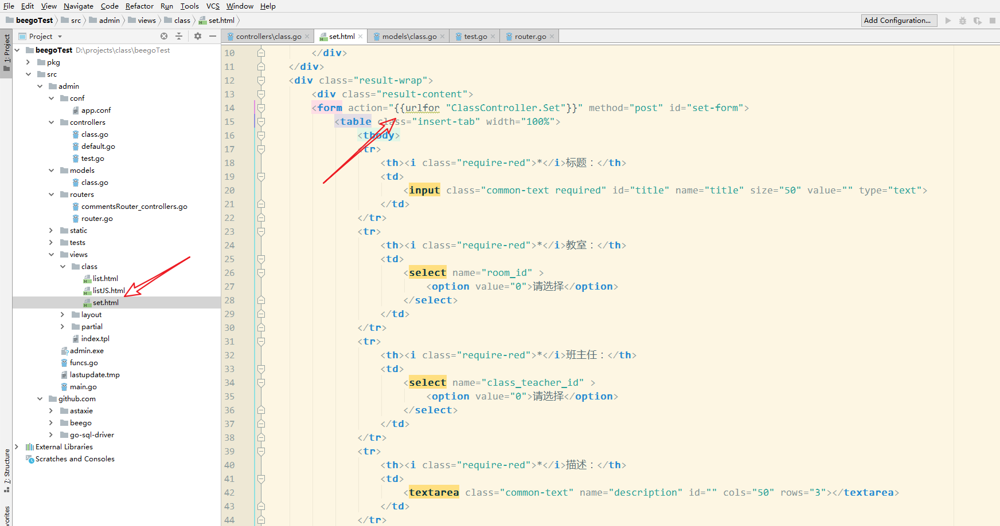 File Edit View Navigate Code Refactor Run Tools VCS Window Help
beegoTest src admin views class set.html
Add Configuration...
1: Project
7: Structure
Project
beegoTest D:\projects\class\beegoTest
pkg
src
admin
conf
app.conf
controllers
class.go
default.go
test.go
models
class.go
routers
commentsRouter_controllers.go
router.go
static
tests
views
class
list.html
listJS.html
set.html
layout
partial
index.tpl
admin.exe
funcs.go
lastupdate.tmp
main.go
github.com
astaxie
beego
go-sql-driver
External Libraries
Scratches and Consoles
controllers\class.go set.html models\class.go test.go router.go
10 </div>
11 </div>
12 <div class="result-wrap">
13 <div class="result-content">
14 <form action="{{urlfor "ClassController.Set"}}" method="post" id="set-form">
15 <table class="insert-tab" width="100%">
16 <tbody>
17 <tr>
18 <th><i class="require-red">*</i>标题：</th>
19 <td>
20 <input class="common-text required" id="title" name="title" size="50" value="" type="text">
21 </td>
22 </tr>
23 <tr>
24 <th><i class="require-red">*</i>教室：</th>
25 <td>
26 <select name="room_id" >
27 <option value="0">请选择</option>
28 </select>
29 </td>
30 </tr>
31 <tr>
32 <th><i class="require-red">*</i>班主任：</th>
33 <td>
34 <select name="class_teacher_id" >
35 <option value="0">请选择</option>
36 </select>
37 </td>
38 </tr>
39 <tr>
40 <th><i class="require-red">*</i>描述：</th>
41 <td>
42 <textarea class="common-text" name="description" id="" cols="50" rows="3"></textarea>
43 </td>
44 </tr>